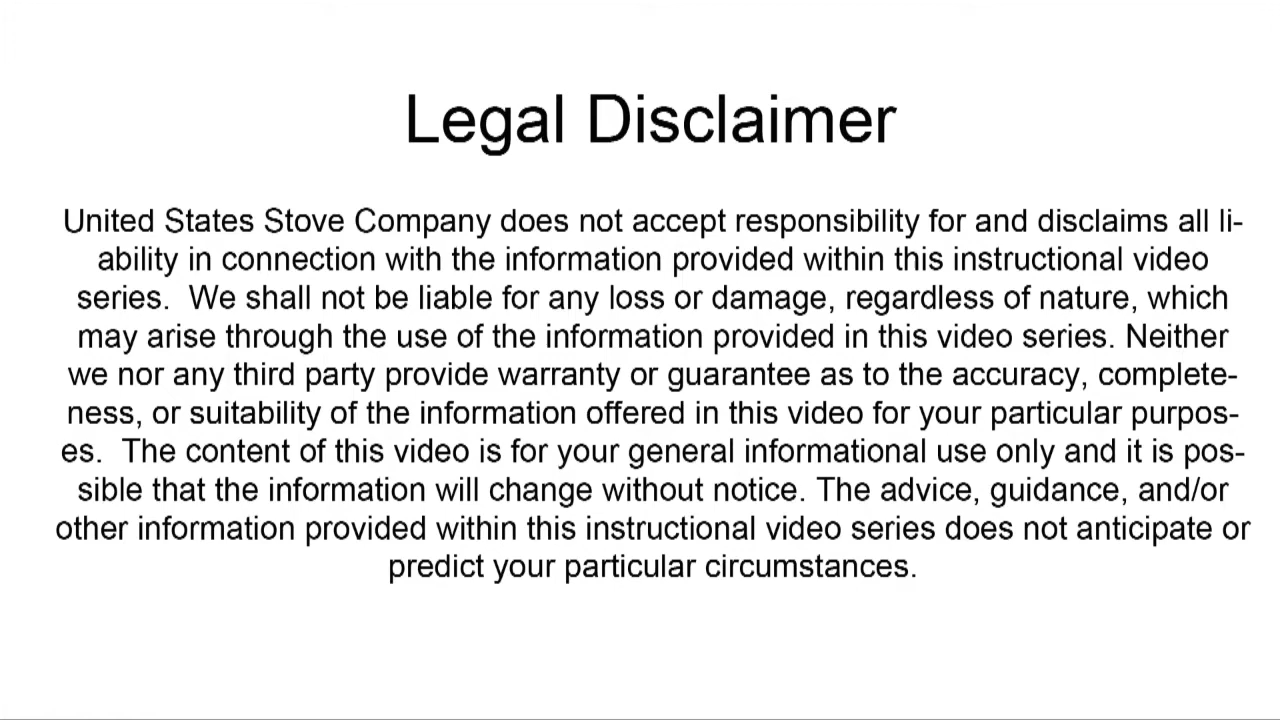 Legal Disclaimer
United States Stove Company does not accept responsibility for and disclaims all li-
ability in connection with the information provided within this instructional video
series.  We shall not be liable for any loss or damage, regardless of nature, which
may arise through the use of the information provided in this video series. Neither
we nor any third party provide warranty or guarantee as to the accuracy, complete-
ness, or suitability of the information offered in this video for your particular purpos-
es.  The content of this video is for your general informational use only and it is pos-
sible that the information will change without notice. The advice, guidance, and/or
other information provided within this instructional video series does not anticipate or
predict your particular circumstances.